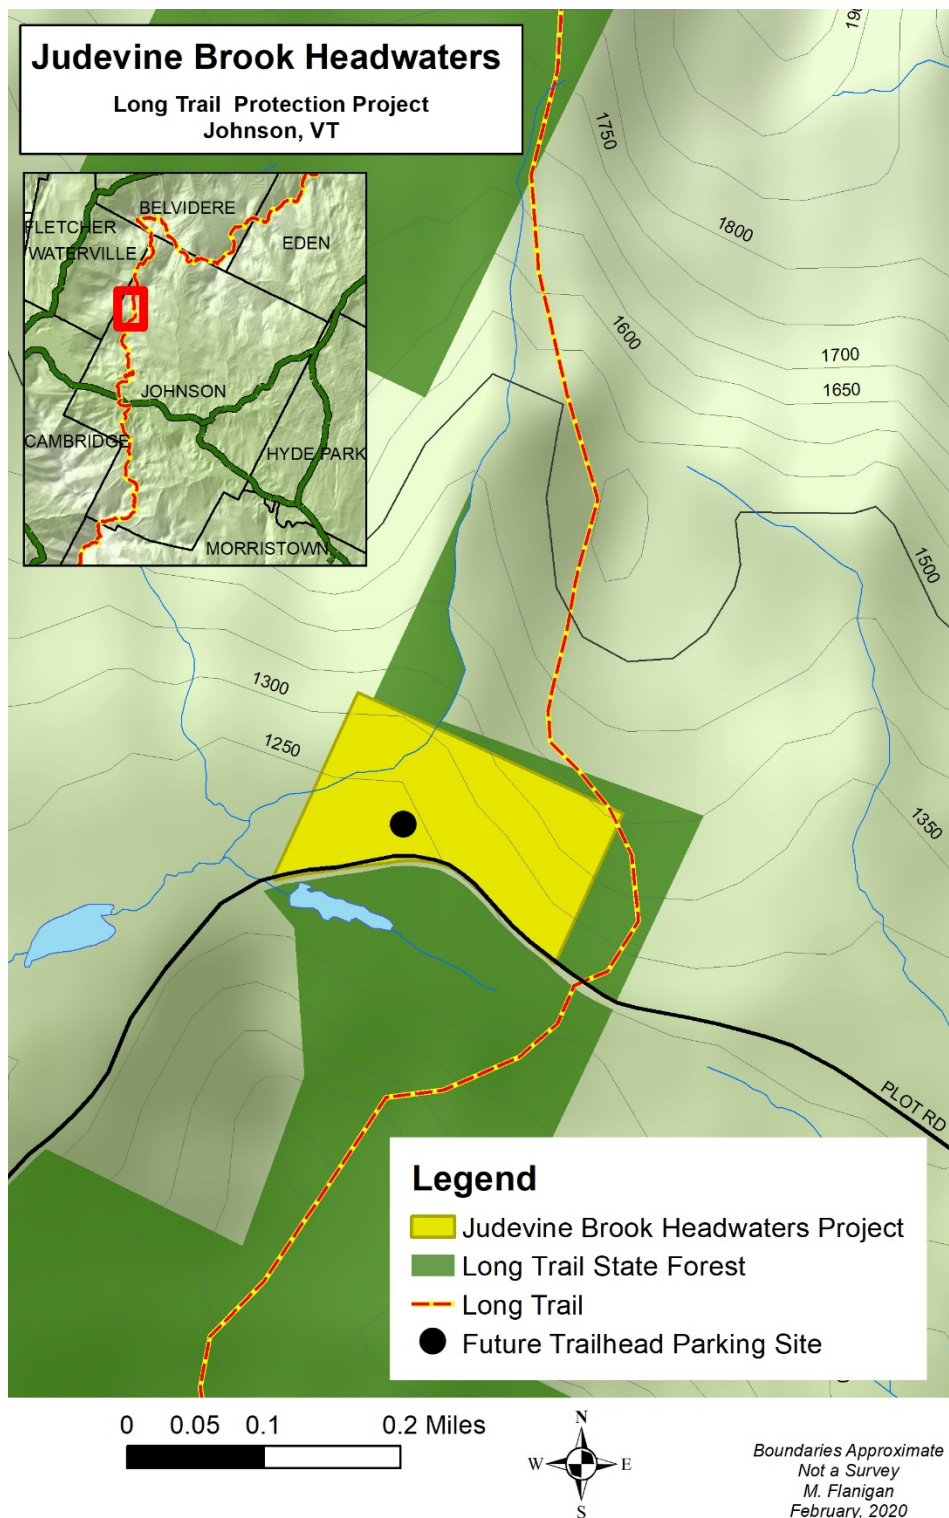 Judevine Brook Headwaters
Long Trail Protection Project
Johnson, VT
BELVIDERE
FLETCHER
EDEN
WATERVILLE
JOHNSON
CAMBRIDGE
HYDE PARK
MORRISTOWN
1750
1800
1600
1700
1650
1500
1300
1250
1350
PLOT RD
Legend
Judevine Brook Headwaters Project
Long Trail State Forest
Long Trail
Future Trailhead Parking Site
0 0.05 0.1 0.2 Miles
N
W E
S
Boundaries Approximate
Not a Survey
M. Flanigan
February, 2020